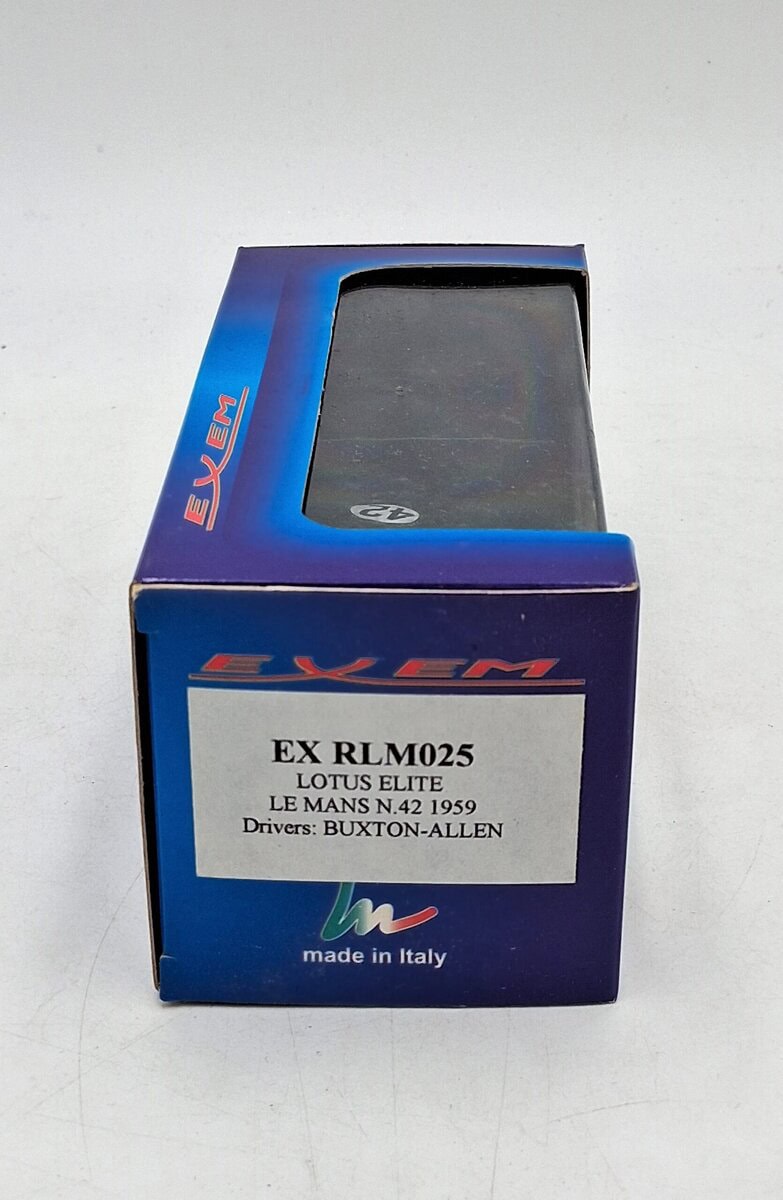 EXEM
42
EXEM
EX RLM025
LOTUS ELITE
LE MANS N.42 1959
Drivers: BUXTON-ALLEN
made in Italy